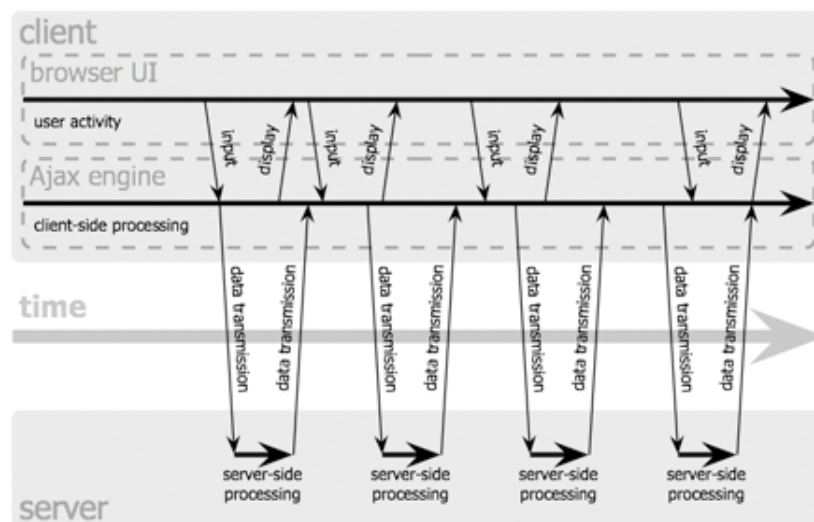 client
browser UI
user activity
input
display
input
display
input
display
input
display
Ajax engine
client-side processing
data transmission
data transmission
data transmission
data transmission
data transmission
data transmission
data transmission
data transmission
time
server-side
processing
server-side
processing
server-side
processing
server-side
processing
server